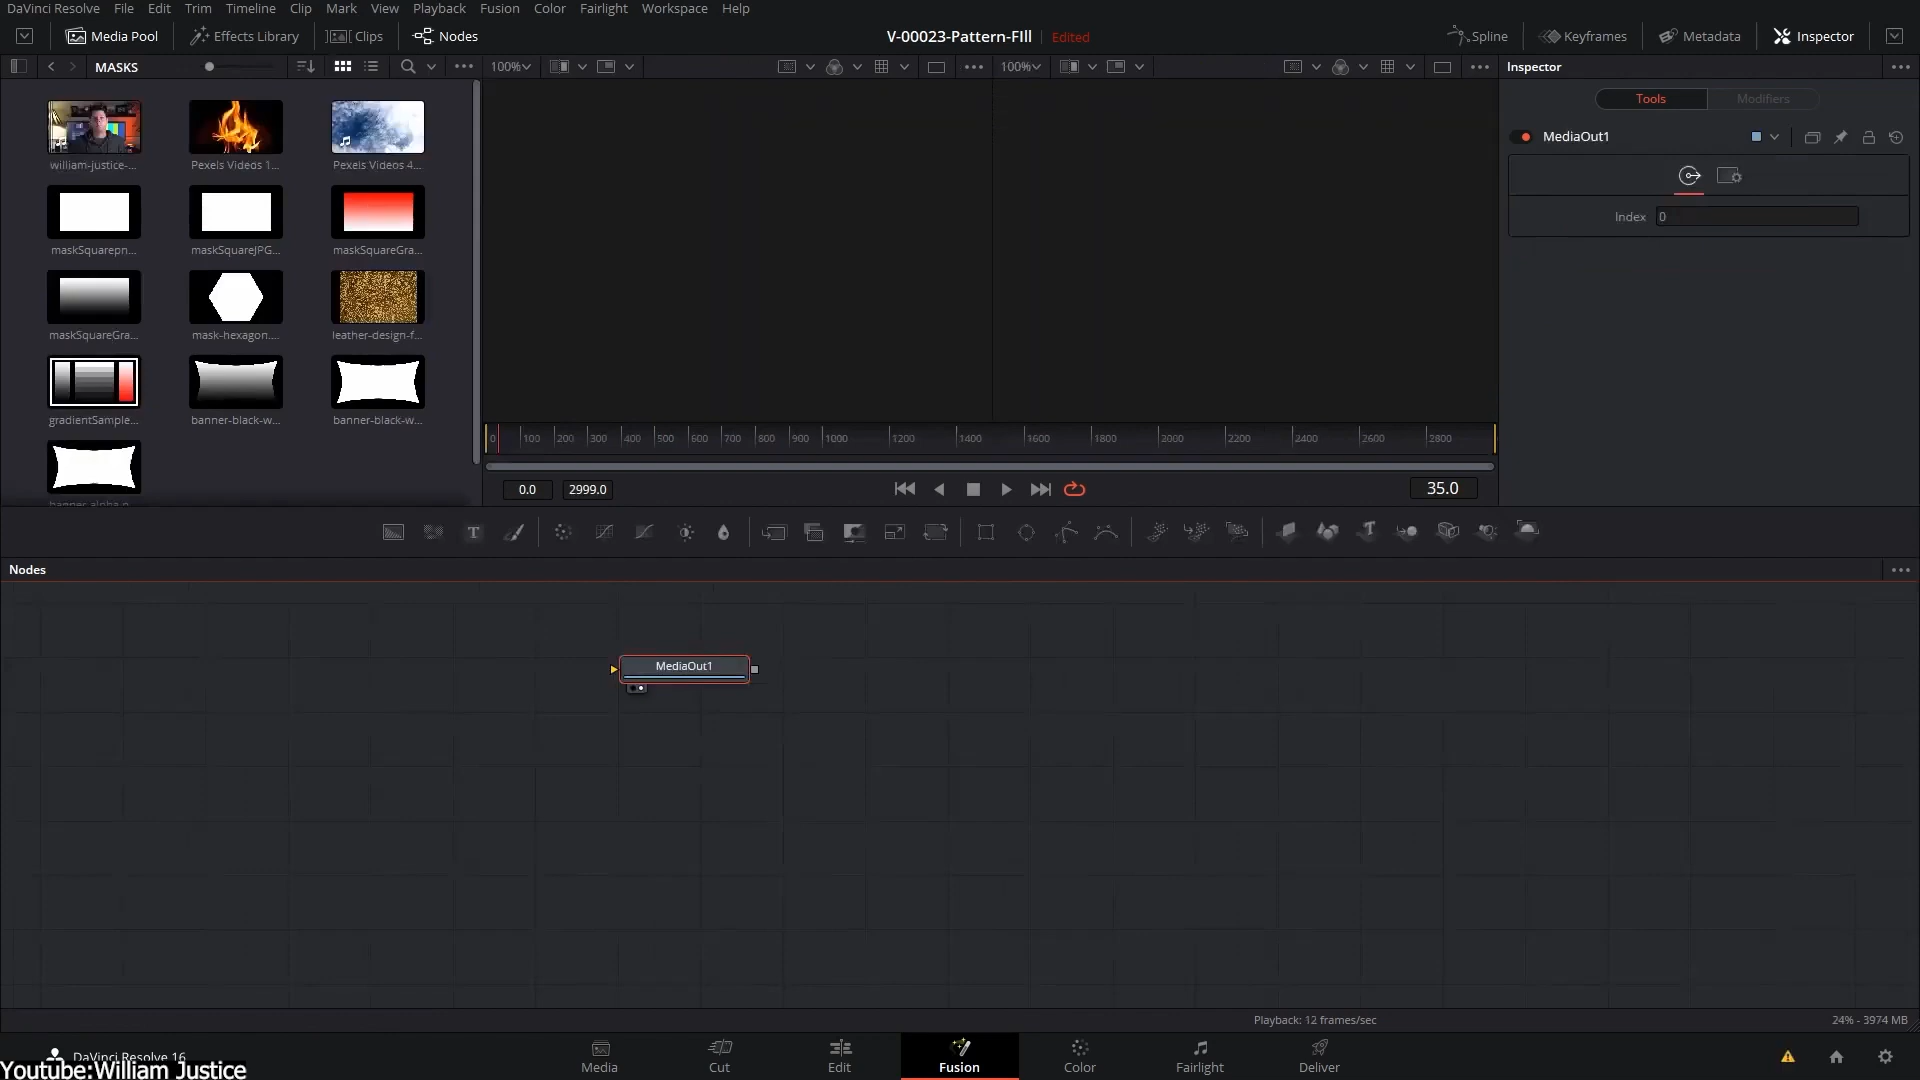 DaVinci Resolve File Edit Trim Timeline Clip Mark View Playback Fusion Color Fairlight Workspace Help
Media Pool Effects Library Clips Nodes V-00023-Pattern-FIll Edited Spline Keyframes Metadata Inspector
MASKS 100% 100% Inspector
Tools Modifiers
MediaOut1
william-justice-... Pexels Videos 1... Pexels Videos 4...
Index 0
maskSquarepn... maskSquareJPG... maskSquareGra...
maskSquareGra... mask-hexagon.... leather-design-f...
gradientSample... banner-black-w... banner-black-w...
0 100 200 300 400 500 600 700 800 900 1000 1200 1400 1600 1800 2000 2200 2400 2600 2800
0.0 2999.0 35.0
banner-alpha.p...
Nodes
MediaOut1
Playback: 12 frames/sec 24% - 3974 MB
DaVinci Resolve 16
Media Cut Edit Fusion Color Fairlight Deliver
Youtube:William Justice